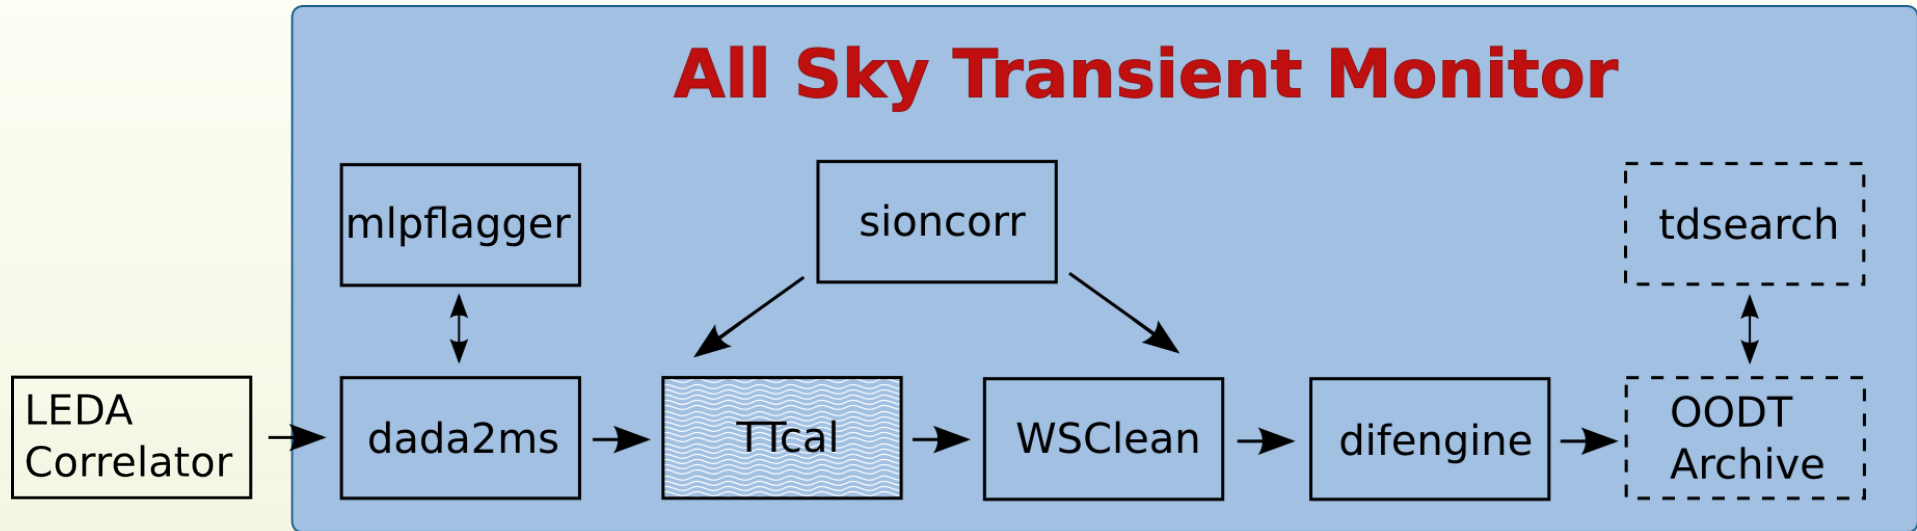 All Sky Transient Monitor
mlpflagger
sioncorr
tdsearch
LEDA
Correlator
dada2ms
TTcal
WSClean
difengine
OODT
Archive